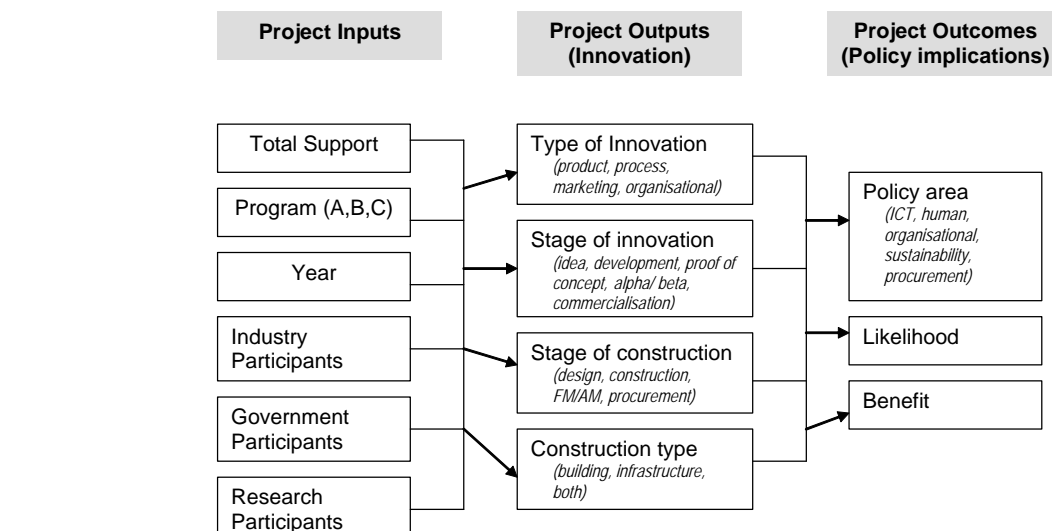 Project Inputs
Project Outputs
(Innovation)
Project Outcomes
(Policy implications)
Total Support
Program (A,B,C)
Year
Industry
Participants
Government
Participants
Research
Participants
Type of Innovation
(product, process,
marketing, organisational)
Stage of innovation
(idea, development, proof of
concept, alpha/ beta,
commercialisation)
Stage of construction
(design, construction,
FM/AM, procurement)
Construction type
(building, infrastructure,
both)
Policy area
(ICT, human,
organisational,
sustainability,
procurement)
Likelihood
Benefit